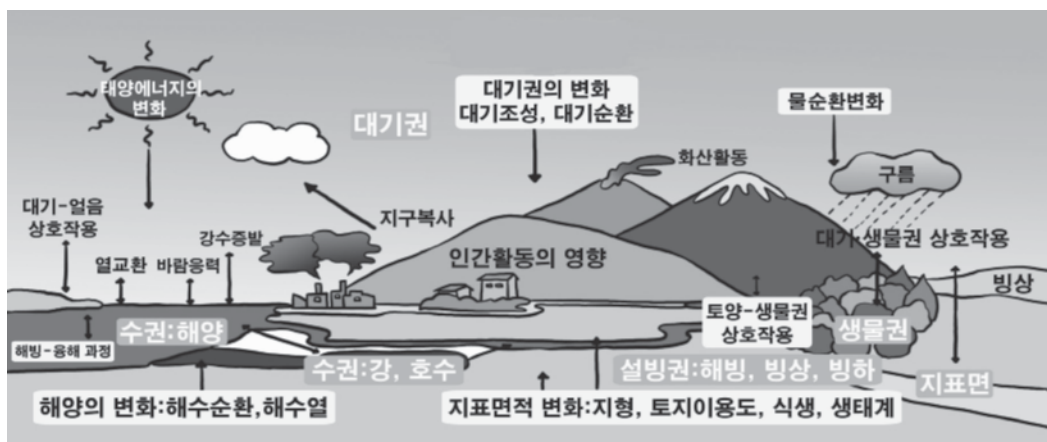 태양에너지의
변화
대기권
대기권의 변화
대기조성, 대기순환
물순환변화
화산활동
구름
대기-얼음
상호작용
지구복사
강수증발
열교환
바람응력
인간활동의 영향
대기-생물권 상호작용
빙상
토양-생물권
상호작용
생물권
수권:해양
해빙-융해 과정
수권:강, 호수
설빙권:해빙, 빙상, 빙하
지표면
해양의 변화:해수순환,해수열
지표면적 변화:지형, 토지이용도, 식생, 생태계